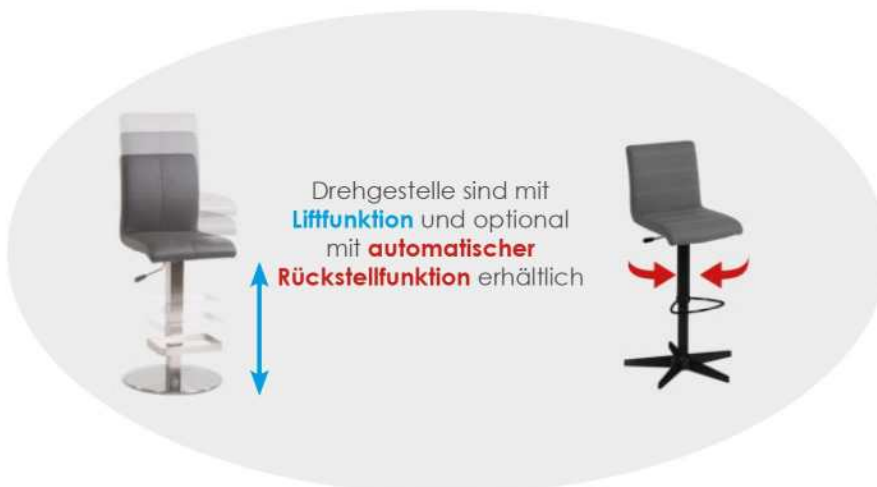 Drehgestelle sind mit
Liftfunktion und optional
mit automatischer
Rückstellfunktion erhältlich